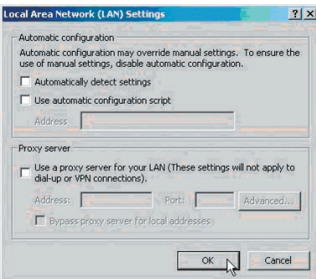 Local Area Network (LAN) Settings
Automatic configuration
Automatic configuration may override manual settings. To ensure the
use of manual settings, disable automatic configuration.
Automatically detect settings
Use automatic configuration script
Address
Proxy server
Use a proxy server for your LAN (These settings will not apply to
dial-up or VPN connections).
Address: Port: Advanced...
Bypass proxy server for local addresses
OK Cancel